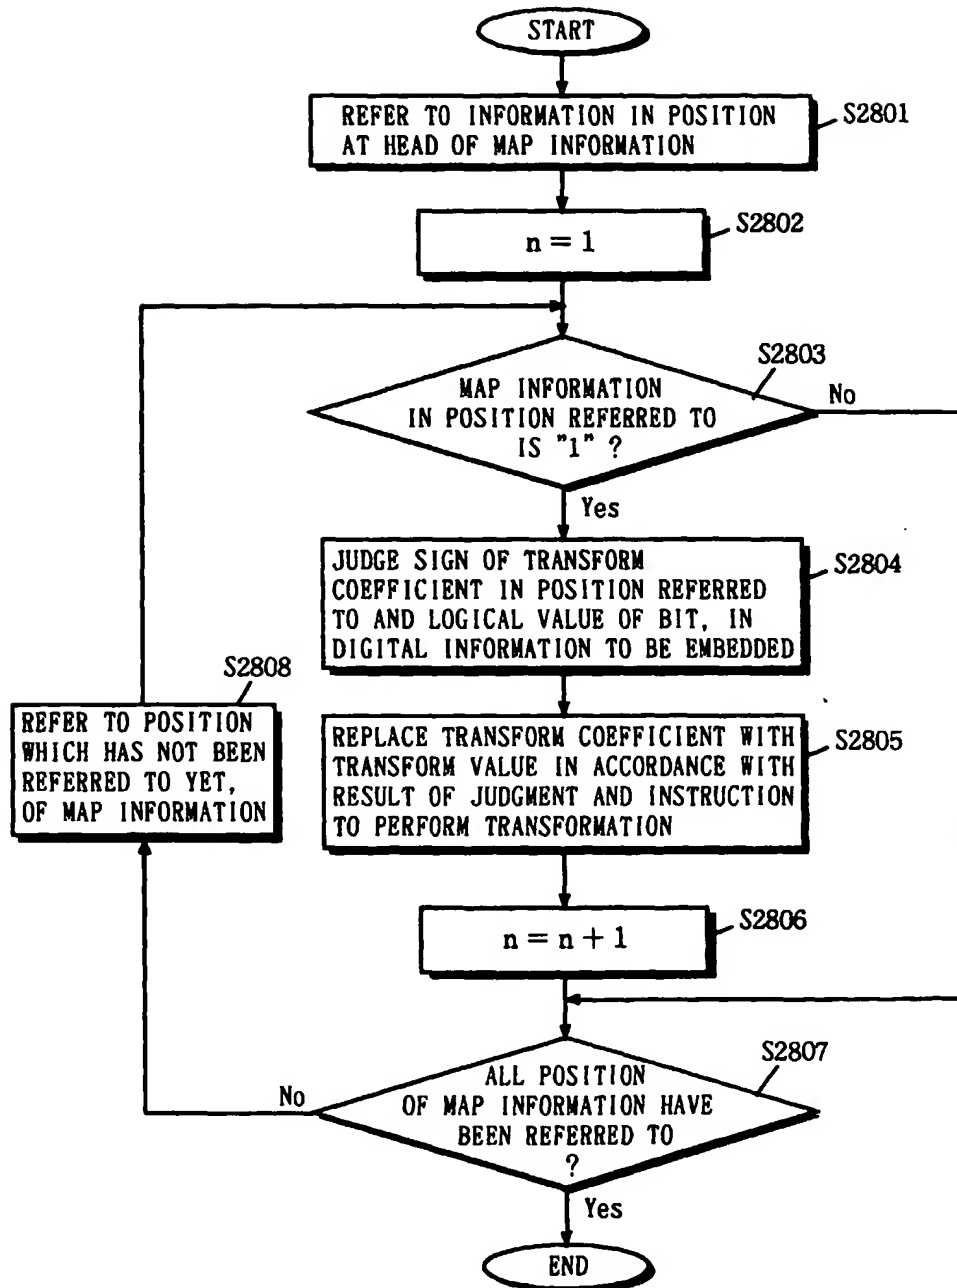 START
REFER TO INFORMATION IN POSITION
AT HEAD OF MAP INFORMATION
S2801
n = 1
S2802
MAP INFORMATION
IN POSITION REFERRED TO
IS "1" ?
S2803
No
Yes
JUDGE SIGN OF TRANSFORM
COEFFICIENT IN POSITION REFERRED
TO AND LOGICAL VALUE OF BIT, IN
DIGITAL INFORMATION TO BE EMBEDDED
S2804
REPLACE TRANSFORM COEFFICIENT WITH
TRANSFORM VALUE IN ACCORDANCE WITH
RESULT OF JUDGMENT AND INSTRUCTION
TO PERFORM TRANSFORMATION
S2805
S2808
REFER TO POSITION
WHICH HAS NOT BEEN
REFERRED TO YET,
OF MAP INFORMATION
n = n + 1
S2806
ALL POSITION
OF MAP INFORMATION HAVE
BEEN REFERRED TO
?
S2807
No
Yes
END